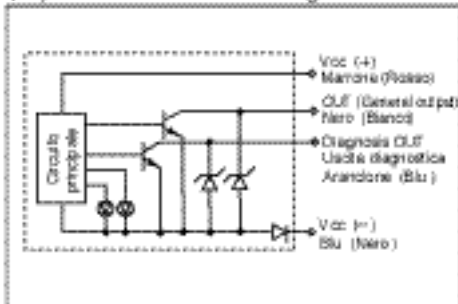 Circuito
principale
Vcc (+)
Marrone (Rosso)
OUT (General output)
Nero (Bianco)
Diagnosis OUT
Uscita diagnostica
Arancione (Blu)
Vcc (−)
Blu (Nero)